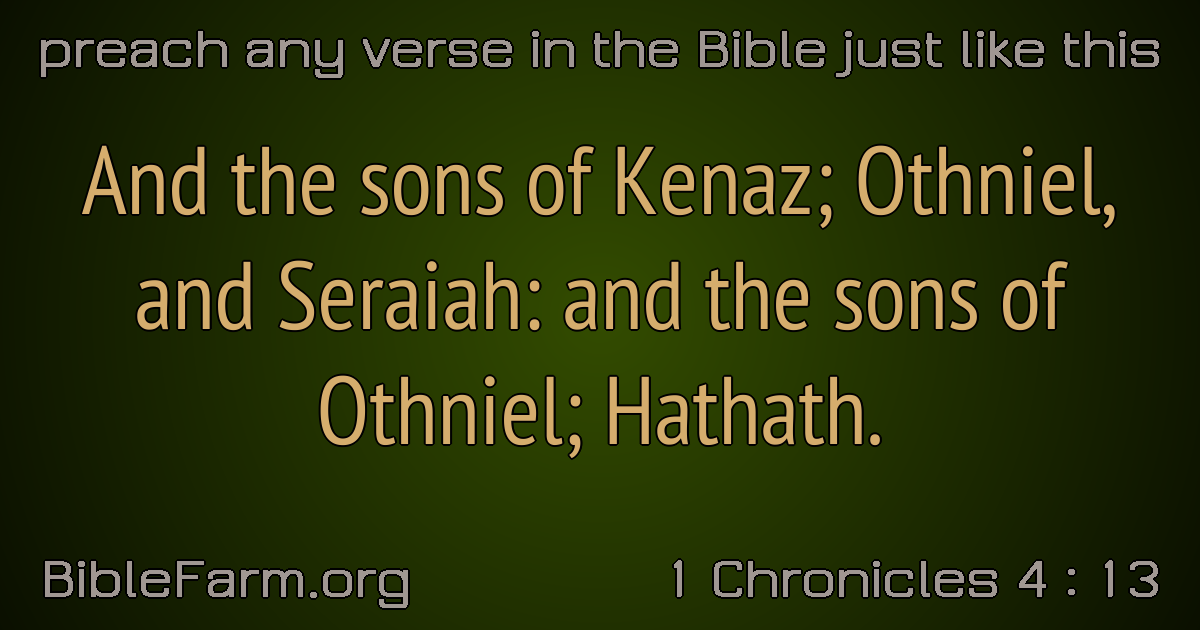 preach any verse in the Bible just like this
And the sons of Kenaz; Othniel,
and Seraiah: and the sons of
Othniel; Hathath.
BibleFarm.org
1 Chronicles 4 : 13